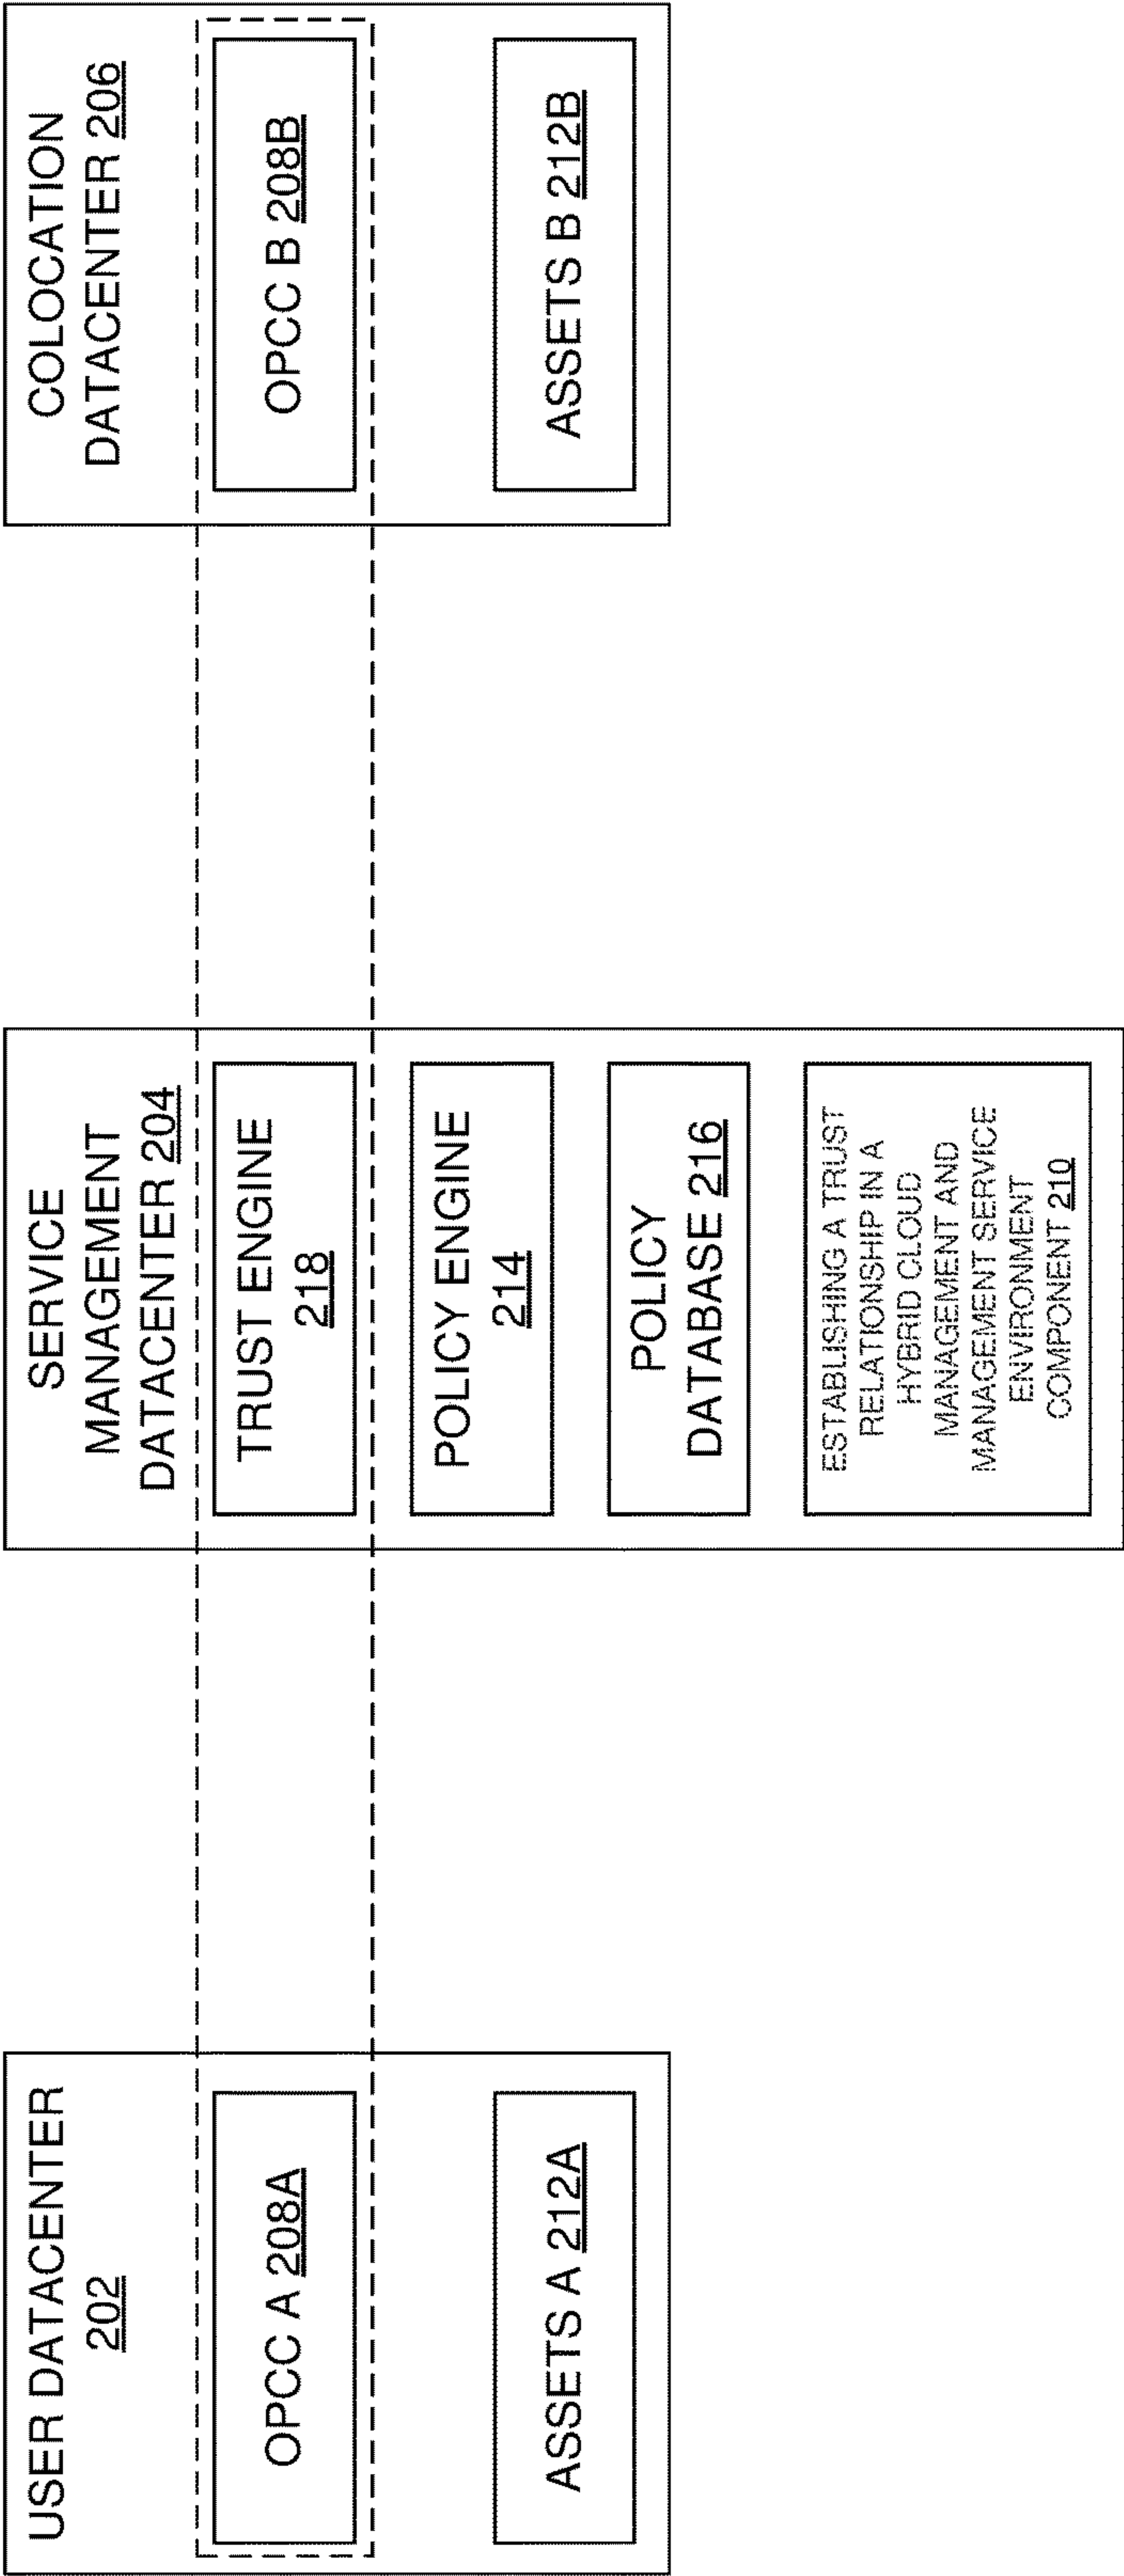 USER DATACENTER
202
OPCC A 208A
ASSETS A 212A
SERVICE
MANAGEMENT
DATACENTER 204
TRUST ENGINE
218
POLICY ENGINE
214
POLICY
DATABASE 216
ESTABLISHING A TRUST
RELATIONSHIP IN A
HYBRID CLOUD
MANAGEMENT AND
MANAGEMENT SERVICE
ENVIRONMENT
COMPONENT 210
COLOCATION
DATACENTER 206
OPCC B 208B
ASSETS B 212B